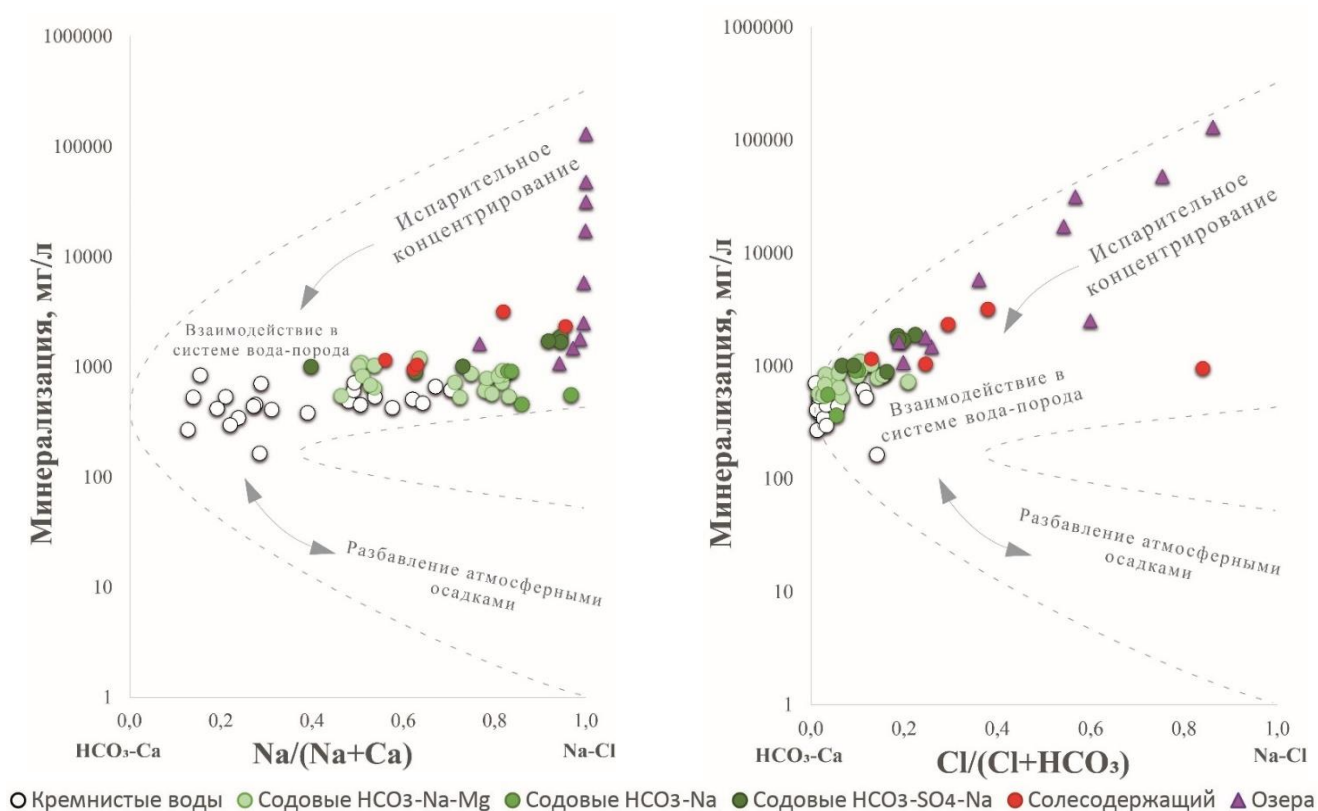 Минерализация, мг/л
1000000
100000
10000
1000
100
10
1
Испарительное
концентрирование
Взаимодействие в
системе вода-порода
Разбавление атмосферными
осадками
0,0
0,2
0,4
0,6
0,8
1,0
HCO₃-Ca
Na/(Na+Ca)
Na-Cl
Минерализация, мг/л
1000000
100000
10000
1000
100
10
1
Испарительное
концентрирование
Взаимодействие в
системе вода-порода
Разбавление атмосферными
осадками
0,0
0,2
0,4
0,6
0,8
1,0
HCO₃-Ca
Cl/(Cl+HCO₃)
Na-Cl
Кремнистые воды
Содовые HCO3-Na-Mg
Содовые HCO3-Na
Содовые HCO3-SO4-Na
Солесодержащий
Озера